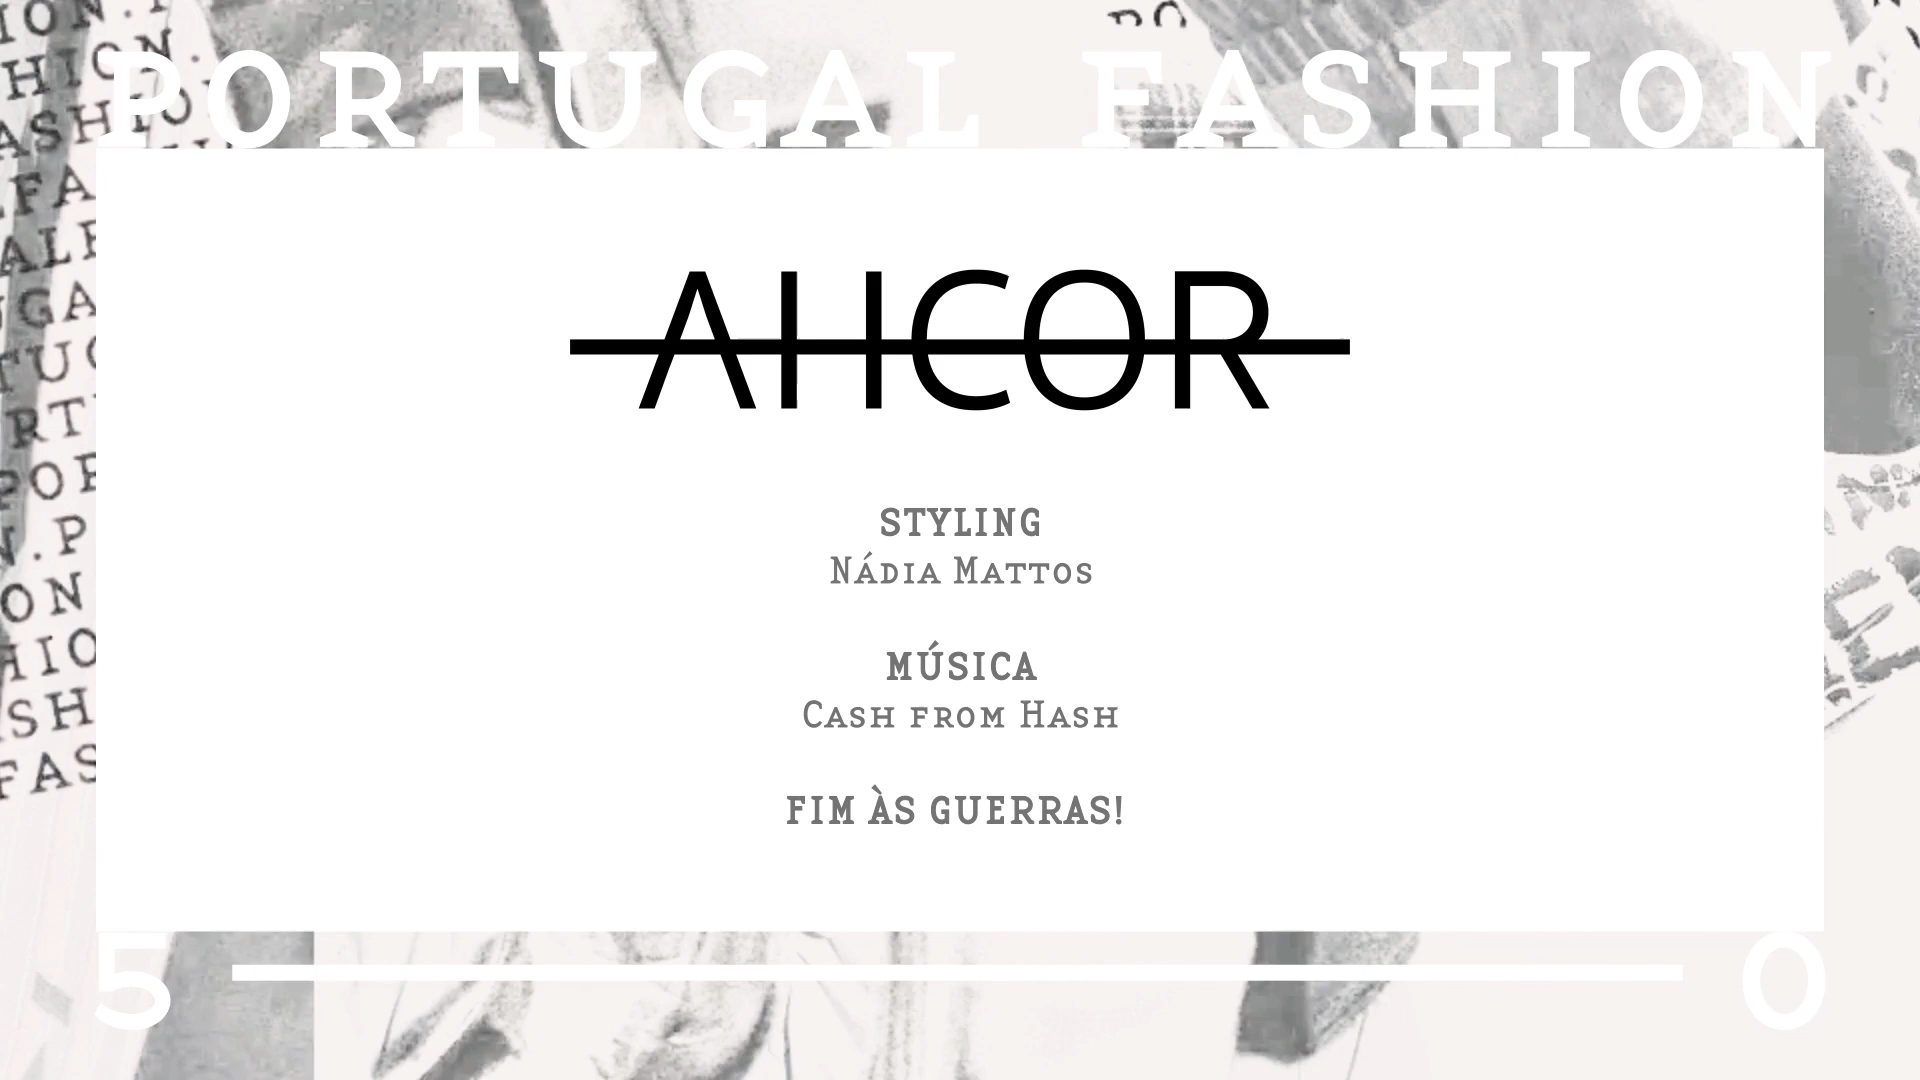 PORTUGAL FASHION
AHCOR
STYLING
Nádia Mattos
MÚSICA
Cash from Hash
FIM ÀS GUERRAS!
5 0